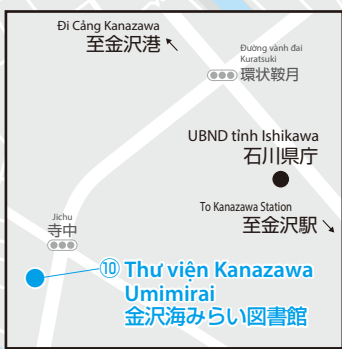 Đi Cảng Kanazawa
至金沢港
Đường vành đai
Kuratsuki
環状鞍月
UBND tỉnh Ishikawa
石川県庁
To Kanazawa Station
至金沢駅
Jichu
寺中
⑩ Thư viện Kanazawa
Umimirai
金沢海みらい図書館